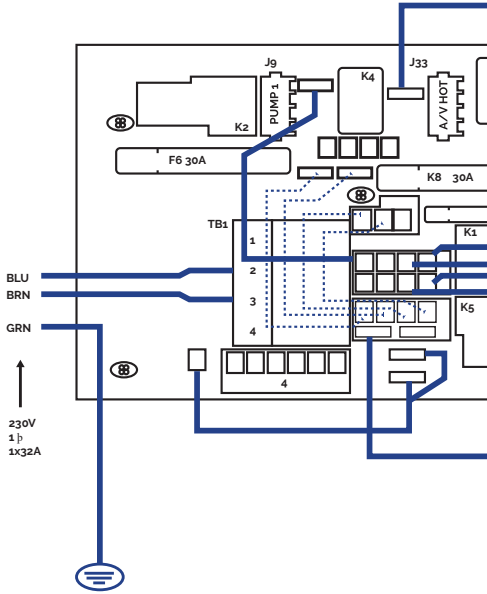 J9
J33
K4
PUMP 1
A/V HOT
K2
F6 30A
K8 30A
TB1
1
K1
2
BLU
BRN
3
K5
GRN
4
4
230V
1 þ
1x32A